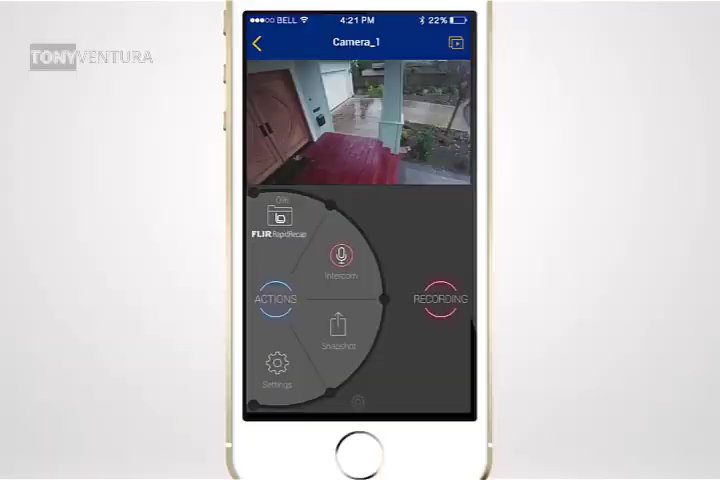 BELL 4:21 PM 22%
Camera_1
TONYVENTURA
FLIR RapidRecap
Intercom
ACTIONS
RECORDING
Snapshot
Settings